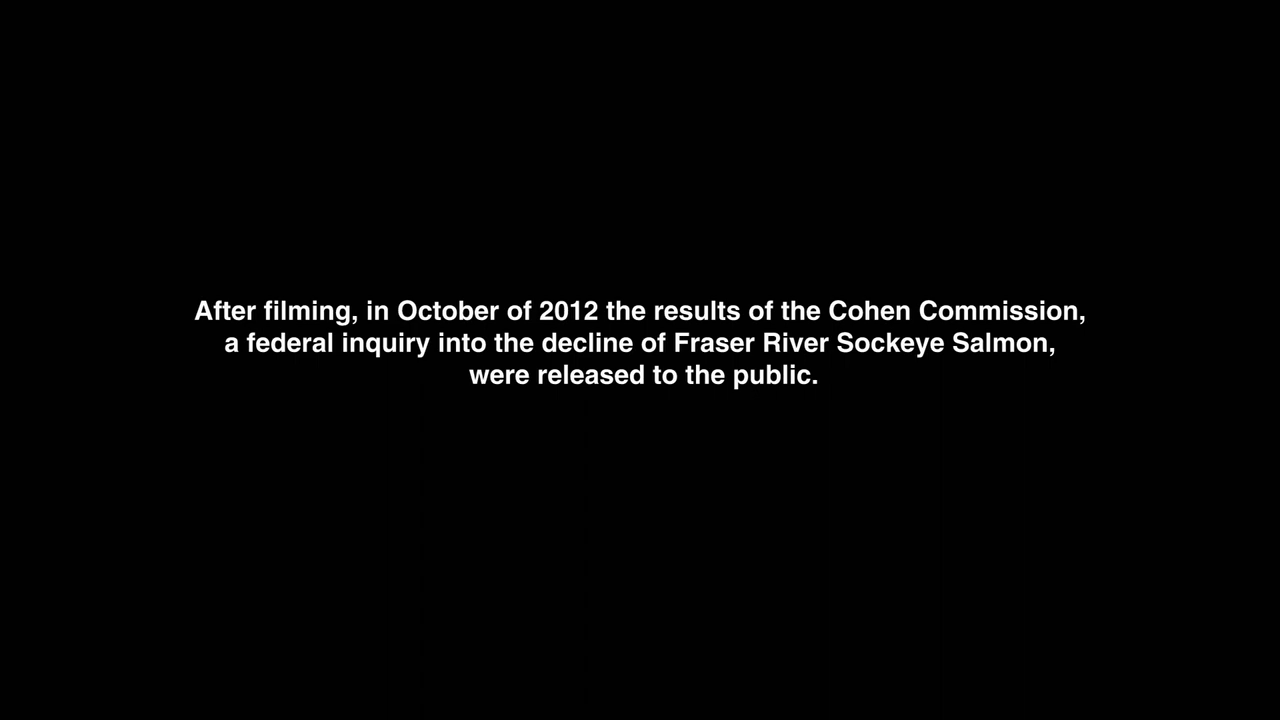 After filming, in October of 2012 the results of the Cohen Commission,
a federal inquiry into the decline of Fraser River Sockeye Salmon,
were released to the public.